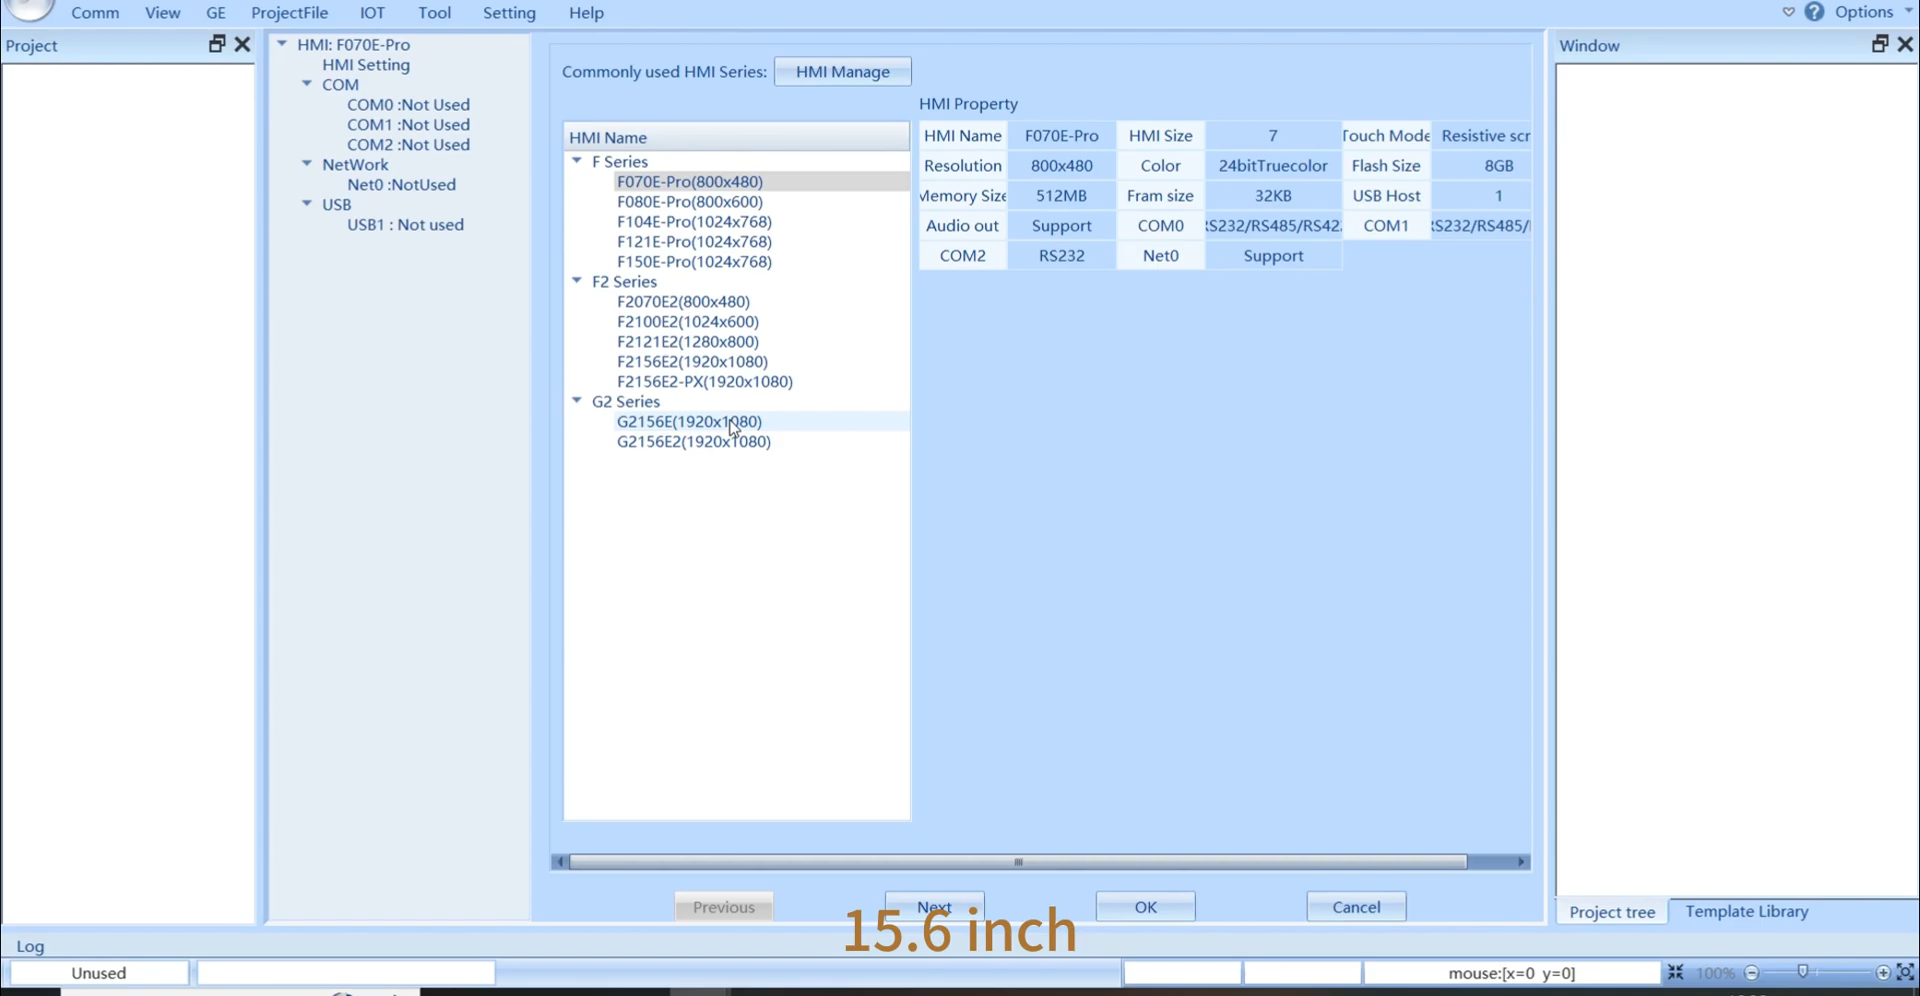 Comm View GE ProjectFile IOT Tool Setting Help Options
Project
HMI: F070E-Pro
HMI Setting
COM
COM0 :Not Used
COM1 :Not Used
COM2 :Not Used
NetWork
Net0 :NotUsed
USB
USB1 : Not used
Commonly used HMI Series: HMI Manage
HMI Name
F Series
F070E-Pro(800x480)
F080E-Pro(800x600)
F104E-Pro(1024x768)
F121E-Pro(1024x768)
F150E-Pro(1024x768)
F2 Series
F2070E2(800x480)
F2100E2(1024x600)
F2121E2(1280x800)
F2156E2(1920x1080)
F2156E2-PX(1920x1080)
G2 Series
G2156E(1920x1080)
G2156E2(1920x1080)
HMI Property
HMI Name F070E-Pro HMI Size 7 Touch Mode Resistive scr
Resolution 800x480 Color 24bitTruecolor Flash Size 8GB
Memory Size 512MB Fram size 32KB USB Host 1
Audio out Support COM0 RS232/RS485/RS42 COM1 RS232/RS485/
COM2 RS232 Net0 Support
Window
Previous Next OK Cancel
15.6 inch
Project tree Template Library
Log
Unused mouse:[x=0 y=0] 100%